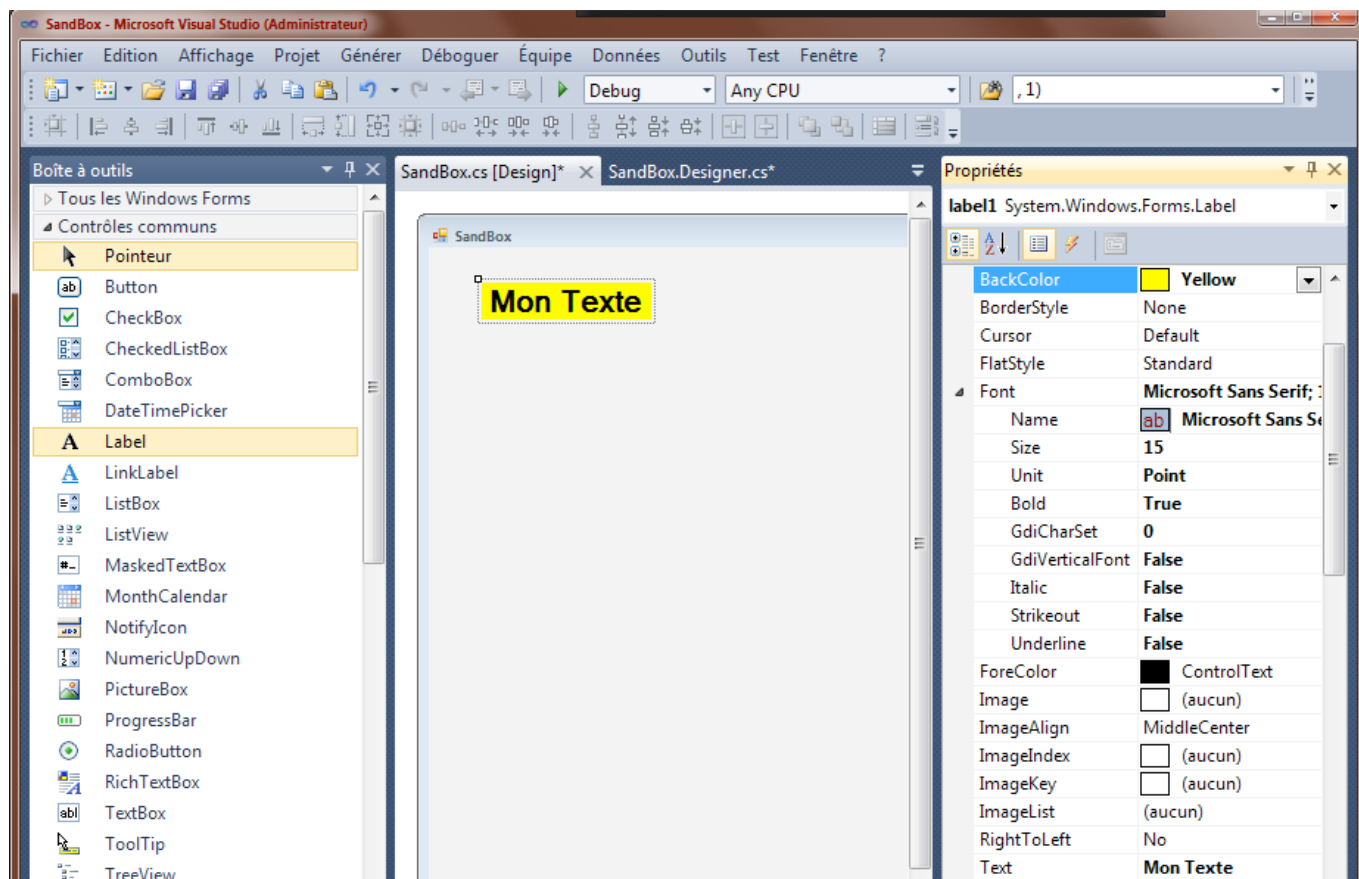 SandBox - Microsoft Visual Studio (Administrateur)
Fichier Edition Affichage Projet Générer Déboguer Équipe Données Outils Test Fenêtre ?
Debug Any CPU , 1)
Boîte à outils
Tous les Windows Forms
Contrôles communs
Pointeur
Button
CheckBox
CheckedListBox
ComboBox
DateTimePicker
Label
LinkLabel
ListBox
ListView
MaskedTextBox
MonthCalendar
NotifyIcon
NumericUpDown
PictureBox
ProgressBar
RadioButton
RichTextBox
TextBox
ToolTip
TreeView
SandBox.cs [Design]* SandBox.Designer.cs*
SandBox
Mon Texte
Propriétés
label1 System.Windows.Forms.Label
BackColor Yellow
BorderStyle None
Cursor Default
FlatStyle Standard
Font Microsoft Sans Serif;
Name ab Microsoft Sans
Size 15
Unit Point
Bold True
GdiCharSet 0
GdiVerticalFont False
Italic False
Strikeout False
Underline False
ForeColor ControlText
Image (aucun)
ImageAlign MiddleCenter
ImageIndex (aucun)
ImageKey (aucun)
ImageList (aucun)
RightToLeft No
Text Mon Texte